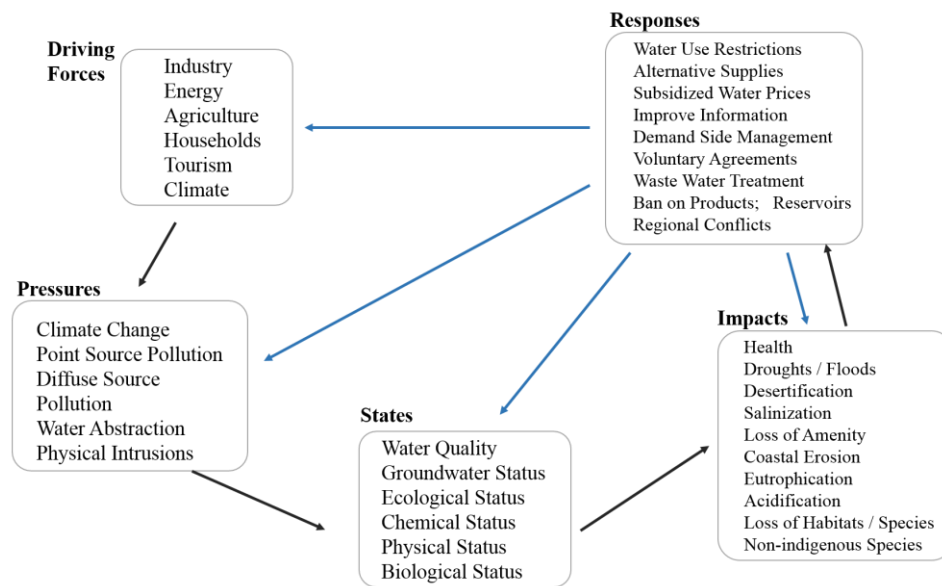 Driving
Forces
Industry
Energy
Agriculture
Households
Tourism
Climate
Responses
Water Use Restrictions
Alternative Supplies
Subsidized Water Prices
Improve Information
Demand Side Management
Voluntary Agreements
Waste Water Treatment
Ban on Products; Reservoirs
Regional Conflicts
Pressures
Climate Change
Point Source Pollution
Diffuse Source
Pollution
Water Abstraction
Physical Intrusions
States
Water Quality
Groundwater Status
Ecological Status
Chemical Status
Physical Status
Biological Status
Impacts
Health
Droughts / Floods
Desertification
Salinization
Loss of Amenity
Coastal Erosion
Eutrophication
Acidification
Loss of Habitats / Species
Non-indigenous Species